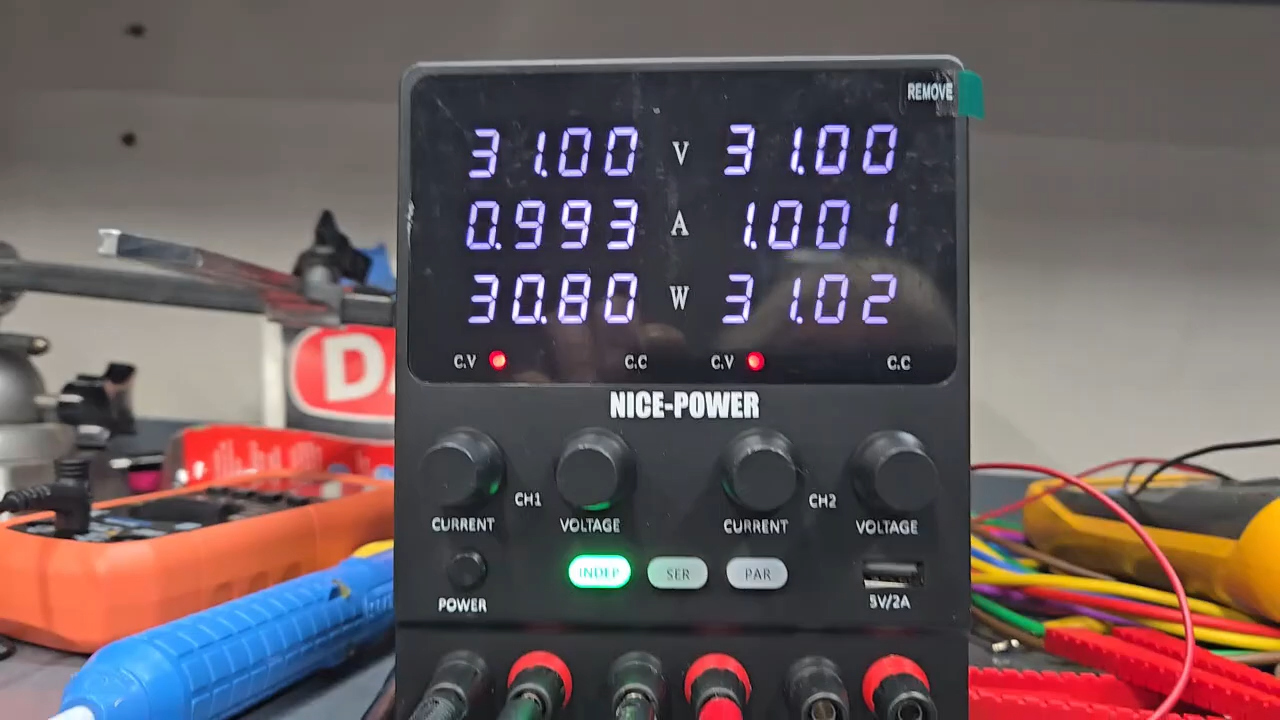 REMOVE
31.00 V 31.00
0.993 A 1.001
30.80 W 31.02
C.V C.C C.V C.C
NICE-POWER
CH1 CH2
CURRENT VOLTAGE CURRENT VOLTAGE
INDEP SER PAR
POWER 5V/2A